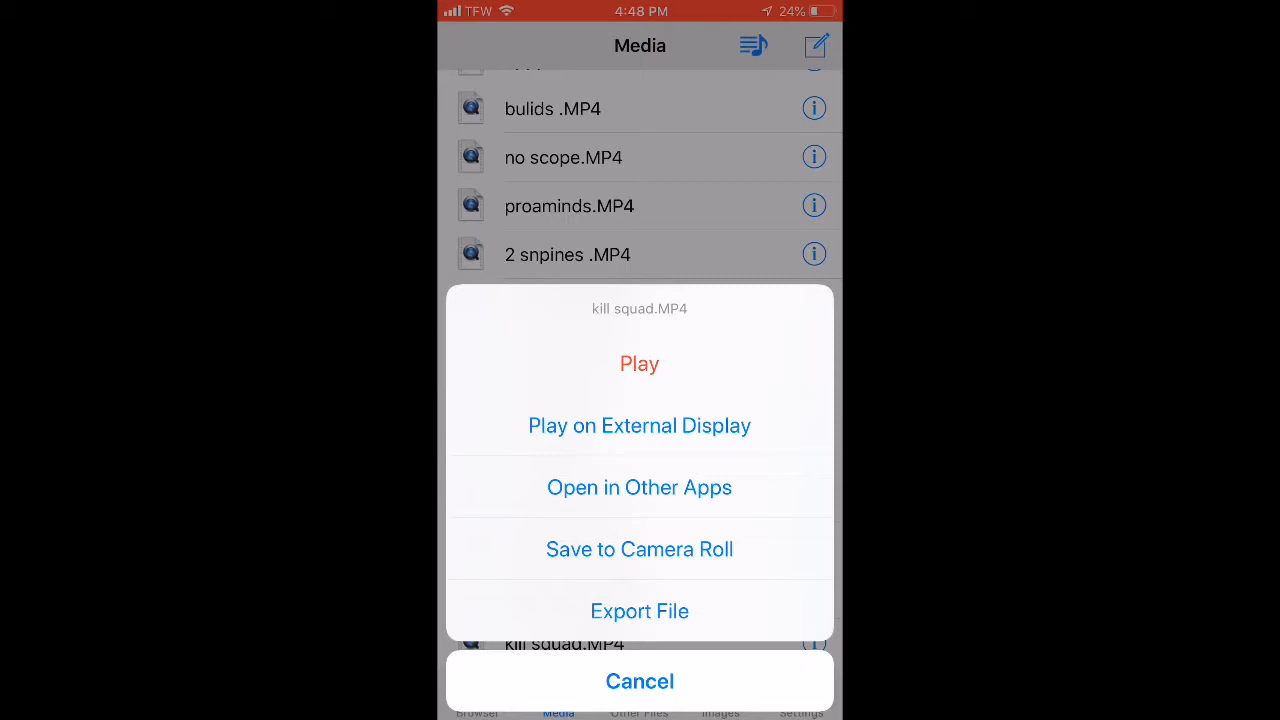 TFW 4:48 PM 24%
Media
bulids .MP4
no scope.MP4
proaminds.MP4
2 snpines .MP4
kill squad.MP4
Play
Play on External Display
Open in Other Apps
Save to Camera Roll
Export File
kill squad.MP4
Cancel
Browser Media Other Files Images Settings